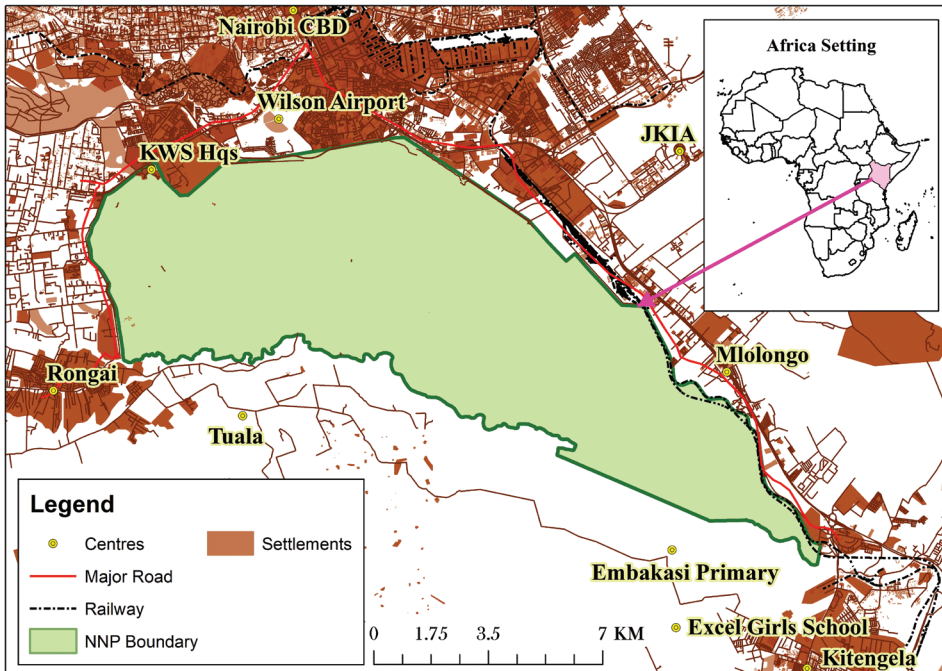 Nairobi CBD
Africa Setting
Wilson Airport
JKIA
KWS Hqs
Mlolongo
Rongai
Tuala
Legend
Centres
Settlements
Major Road
Railway
NNP Boundary
Embakasi Primary
Excel Girls School
0 1.75 3.5 7 KM
Kitengela